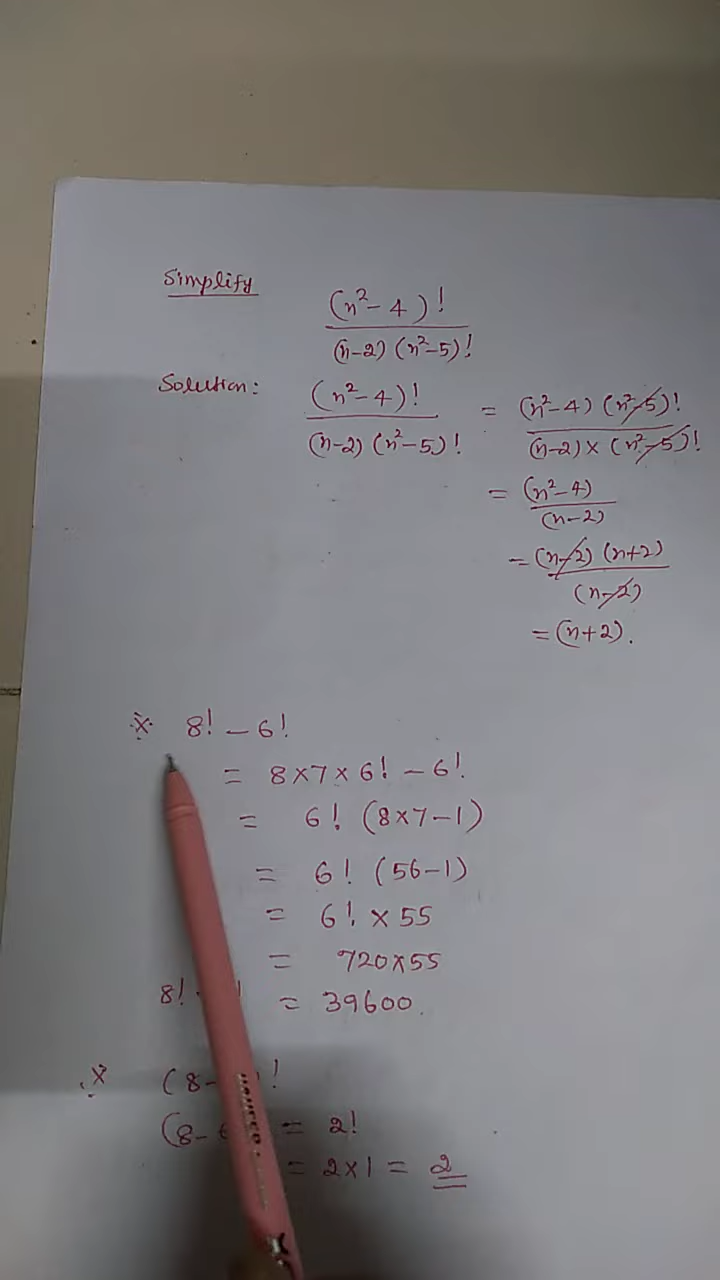 Simplify
(n²-4)!
(n-2) (n²-5)!
Solution: (n²-4)! / (n-2) (n²-5)! = (n²-4) (n²-5)! / (n-2) × (n²-5)!
= (n²-4) / (n-2)
= (n-2) (n+2) / (n-2)
= (n+2).
※ 8! - 6!
= 8×7×6! - 6!
= 6! (8×7-1)
= 6! (56-1)
= 6! × 55
= 720×55
8! = 39600.
※ (8- !
(8- = 2!
= 2×1 = 2